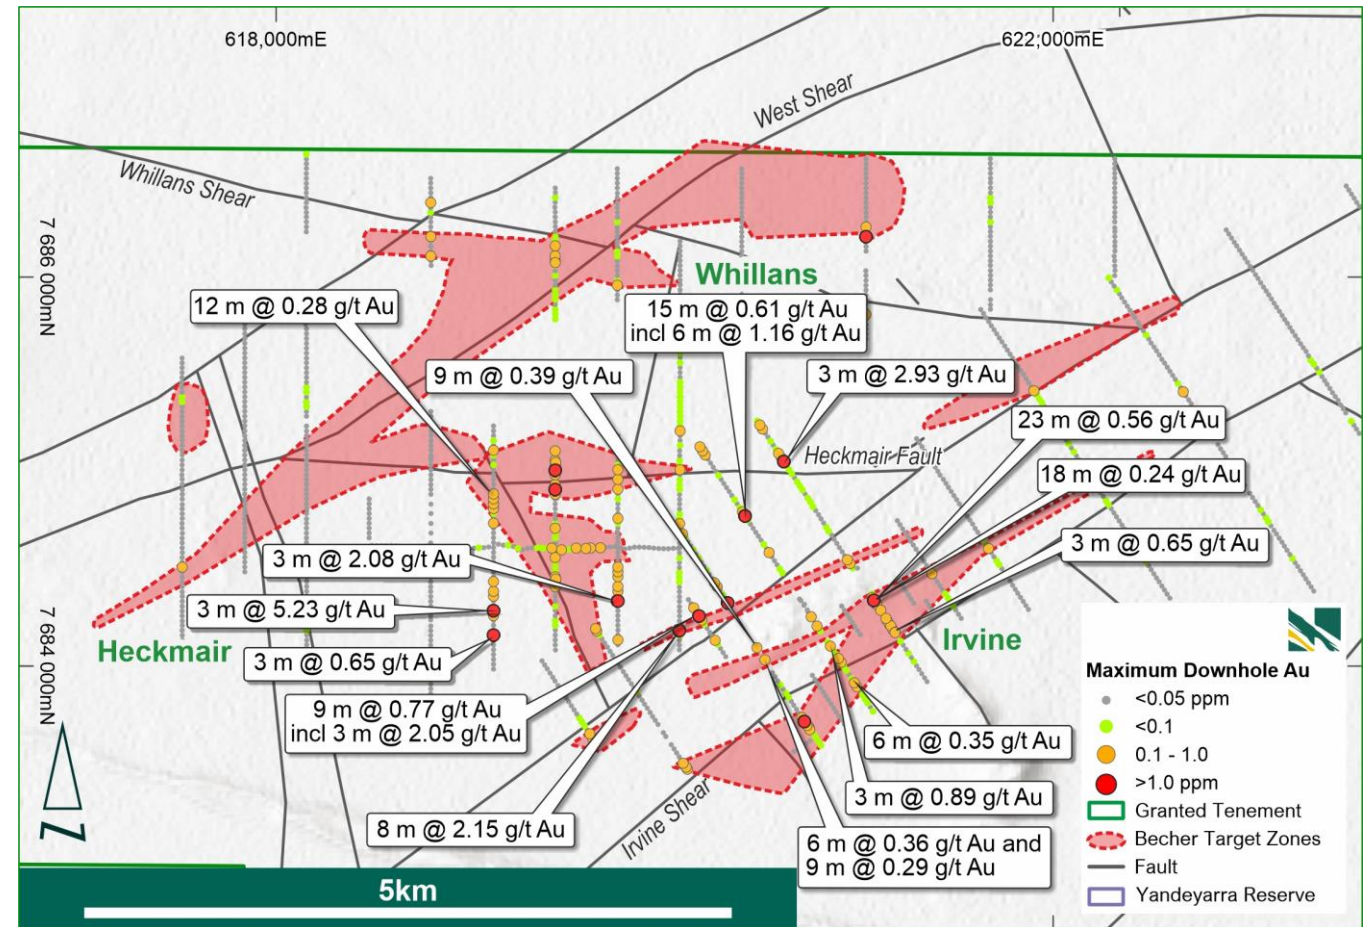 618,000mE
622,000mE
West Shear
Whillans Shear
7 686 000mN
Whillans
12 m @ 0.28 g/t Au
15 m @ 0.61 g/t Au
incl 6 m @ 1.16 g/t Au
9 m @ 0.39 g/t Au
3 m @ 2.93 g/t Au
23 m @ 0.56 g/t Au
Heckmair Fault
18 m @ 0.24 g/t Au
3 m @ 2.08 g/t Au
3 m @ 0.65 g/t Au
3 m @ 5.23 g/t Au
Heckmair
Irvine
3 m @ 0.65 g/t Au
7 684 000mN
9 m @ 0.77 g/t Au
incl 3 m @ 2.05 g/t Au
6 m @ 0.35 g/t Au
3 m @ 0.89 g/t Au
8 m @ 2.15 g/t Au
Irvine Shear
6 m @ 0.36 g/t Au and
9 m @ 0.29 g/t Au
Z
5km
Maximum Downhole Au
<0.05 ppm
<0.1
0.1 - 1.0
>1.0 ppm
Granted Tenement
Becher Target Zones
Fault
Yandeyarra Reserve